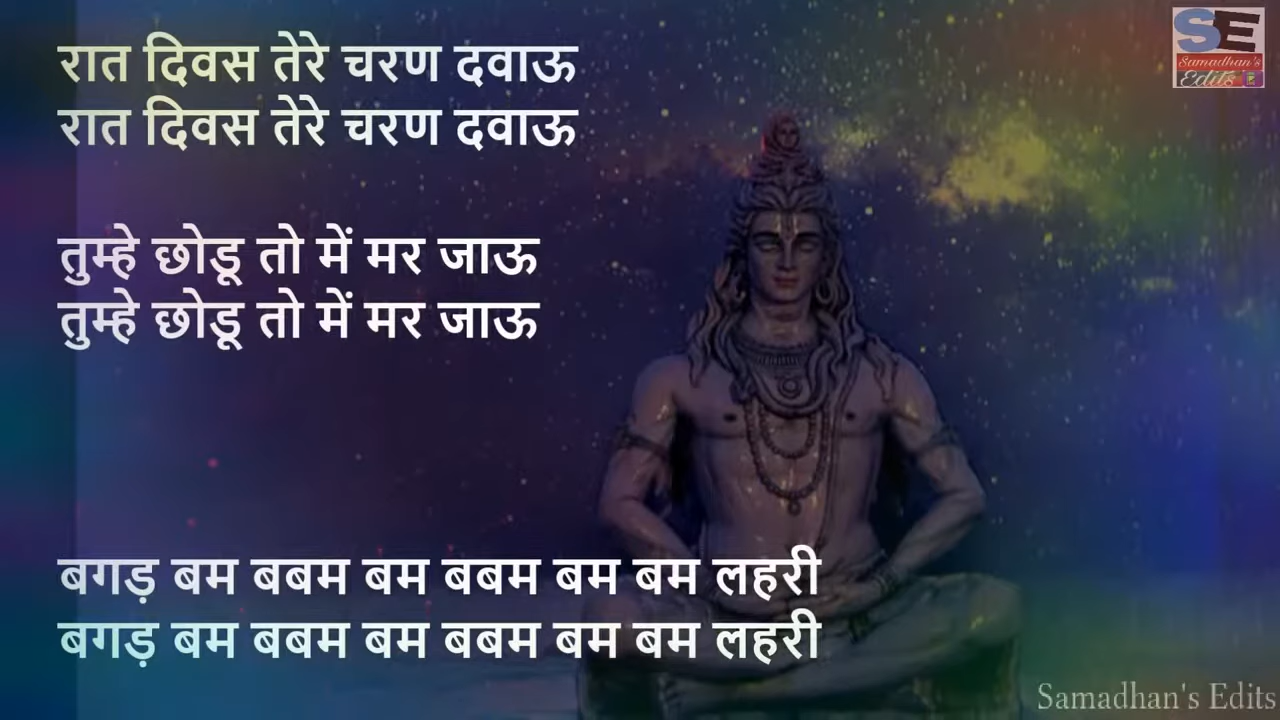 रात दिवस तेरे चरण दवाऊ
रात दिवस तेरे चरण दवाऊ
तुम्हे छोडू तो में मर जाऊ
तुम्हे छोडू तो में मर जाऊ
बगड़ बम बबम बम बबम बम बम लहरी
बगड़ बम बबम बम बबम बम बम लहरी
SE
Samadhan's
Edits
Samadhan's Edits